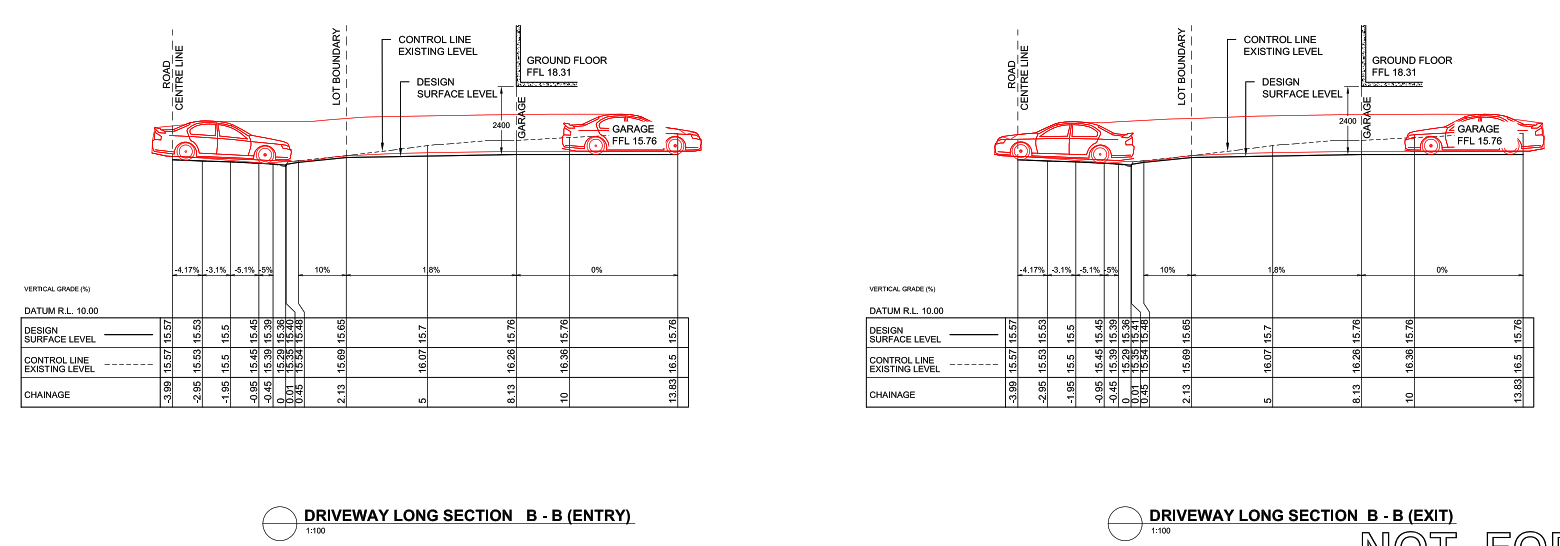 ROAD
CENTRE LINE
LOT BOUNDARY
CONTROL LINE
EXISTING LEVEL
DESIGN
SURFACE LEVEL
GROUND FLOOR
FFL 18.31
2400
GARAGE
GARAGE
FFL 15.76
-4.17% -3.1% -5.1% -5% 10% 1.8% 0%
VERTICAL GRADE (%)
DATUM R.L. 10.00
DESIGN
SURFACE LEVEL
15.57 15.53 15.5 15.45 15.39 15.36 15.40 15.48 15.65 15.7 15.76 15.76 15.76
CONTROL LINE
EXISTING LEVEL
15.57 15.53 15.5 15.45 15.39 15.29 15.35 15.54 15.69 16.07 16.26 16.36 16.5
CHAINAGE
-3.99 -2.95 -1.95 -0.95 -0.45 0 0.01 0.45 2.13 5 8.13 10 13.83
DRIVEWAY LONG SECTION B - B (ENTRY)
1:100
ROAD
CENTRE LINE
LOT BOUNDARY
CONTROL LINE
EXISTING LEVEL
DESIGN
SURFACE LEVEL
GROUND FLOOR
FFL 18.31
2400
GARAGE
GARAGE
FFL 15.76
-4.17% -3.1% -5.1% -5% 10% 1.8% 0%
VERTICAL GRADE (%)
DATUM R.L. 10.00
DESIGN
SURFACE LEVEL
15.57 15.53 15.5 15.45 15.39 15.36 15.41 15.48 15.65 15.7 15.76 15.76 15.76
CONTROL LINE
EXISTING LEVEL
15.57 15.53 15.5 15.45 15.39 15.29 15.35 15.54 15.69 16.07 16.26 16.36 16.5
CHAINAGE
-3.99 -2.95 -1.95 -0.95 -0.45 0 0.01 0.45 2.13 5 8.13 10 13.83
DRIVEWAY LONG SECTION B - B (EXIT)
1:100
NOT FO